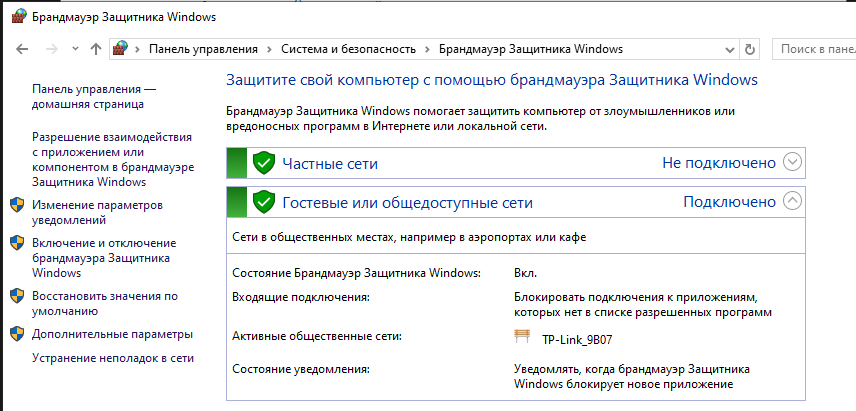 Брандмауэр Защитника Windows
Панель управления > Система и безопасность > Брандмауэр Защитника Windows
Поиск в пане
Панель управления —
домашняя страница
Разрешение взаимодействия
с приложением или
компонентом в брандмауэре
Защитника Windows
Изменение параметров
уведомлений
Включение и отключение
брандмауэра Защитника
Windows
Восстановить значения по
умолчанию
Дополнительные параметры
Устранение неполадок в сети
Защитите свой компьютер с помощью брандмауэра Защитника Windows
Брандмауэр Защитника Windows помогает защитить компьютер от злоумышленников или
вредоносных программ в Интернете или локальной сети.
Частные сети Не подключено
Гостевые или общедоступные сети Подключено
Сети в общественных местах, например в аэропортах или кафе
Состояние Брандмауэр Защитника Windows: Вкл.
Входящие подключения: Блокировать подключения к приложениям,
которых нет в списке разрешенных программ
Активные общественные сети: TP-Link_9B07
Состояние уведомления: Уведомлять, когда брандмауэр Защитника
Windows блокирует новое приложение